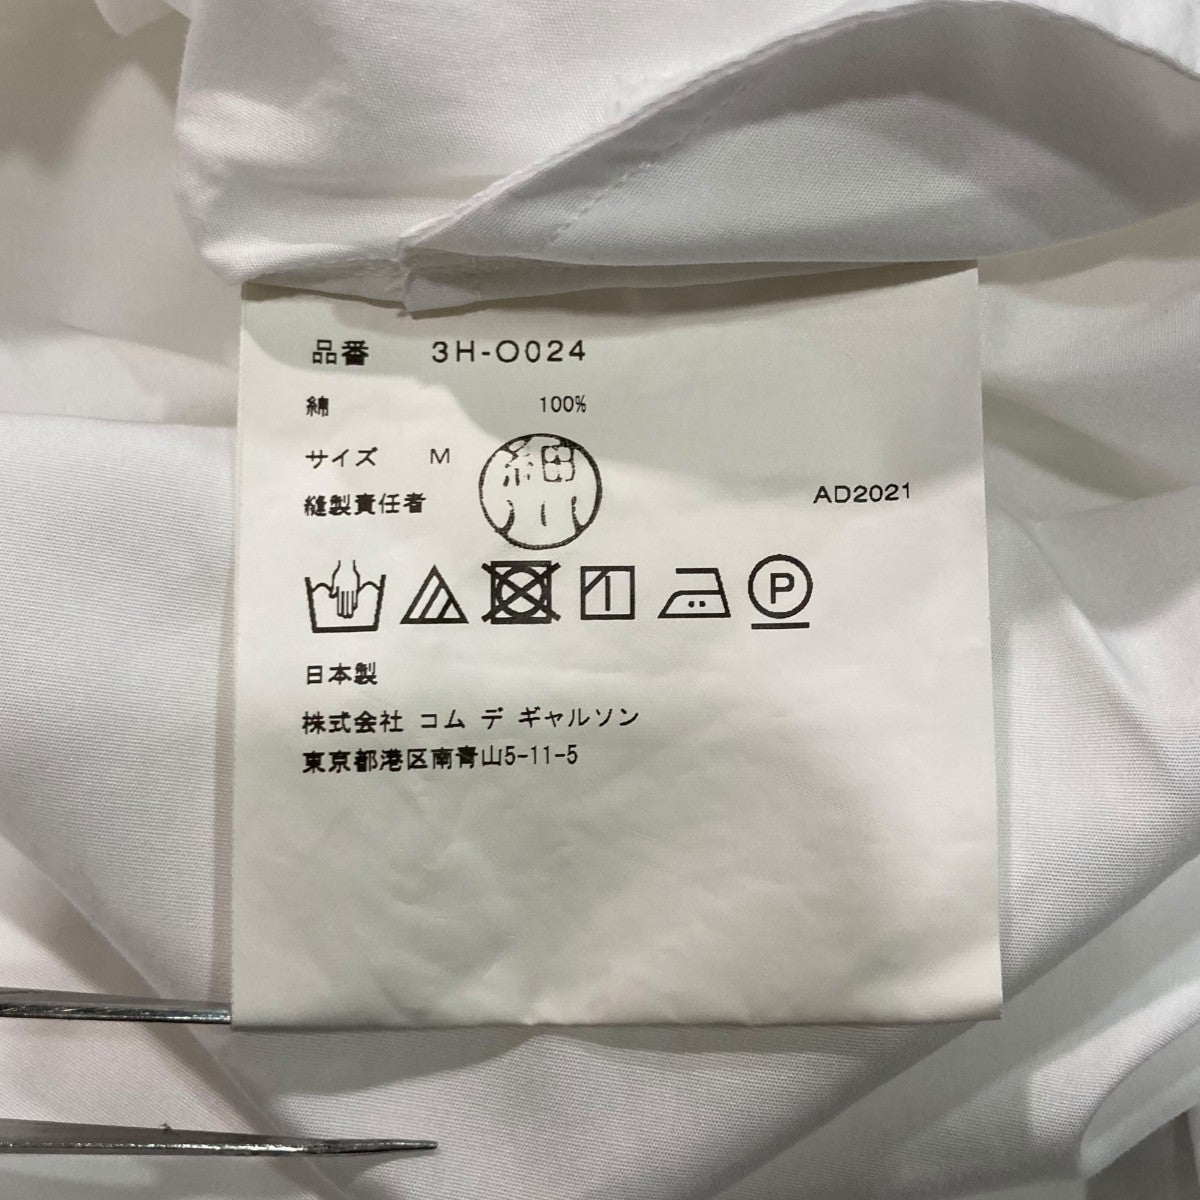 品番 3H-O024
綿 100%
サイズ M
細川
縫製責任者 AD2021
P
日本製
株式会社 コム デ ギャルソン
東京都港区南青山5-11-5